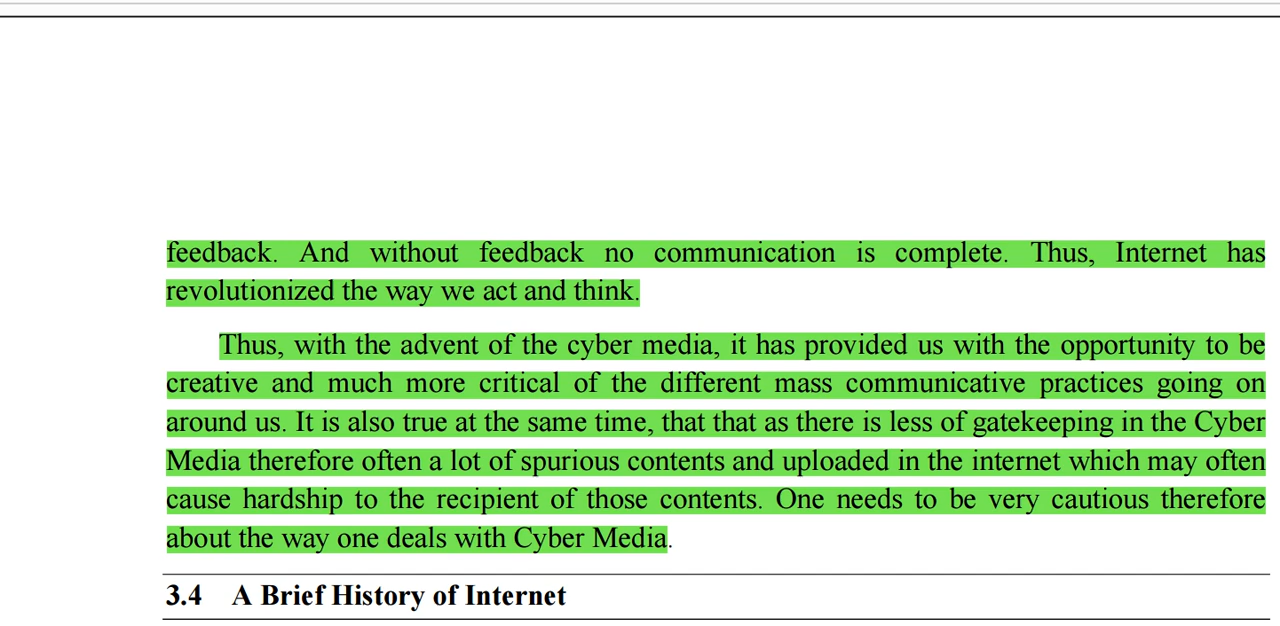 feedback. And without feedback no communication is complete. Thus, Internet has
revolutionized the way we act and think.
Thus, with the advent of the cyber media, it has provided us with the opportunity to be
creative and much more critical of the different mass communicative practices going on
around us. It is also true at the same time, that that as there is less of gatekeeping in the Cyber
Media therefore often a lot of spurious contents and uploaded in the internet which may often
cause hardship to the recipient of those contents. One needs to be very cautious therefore
about the way one deals with Cyber Media.
3.4 A Brief History of Internet